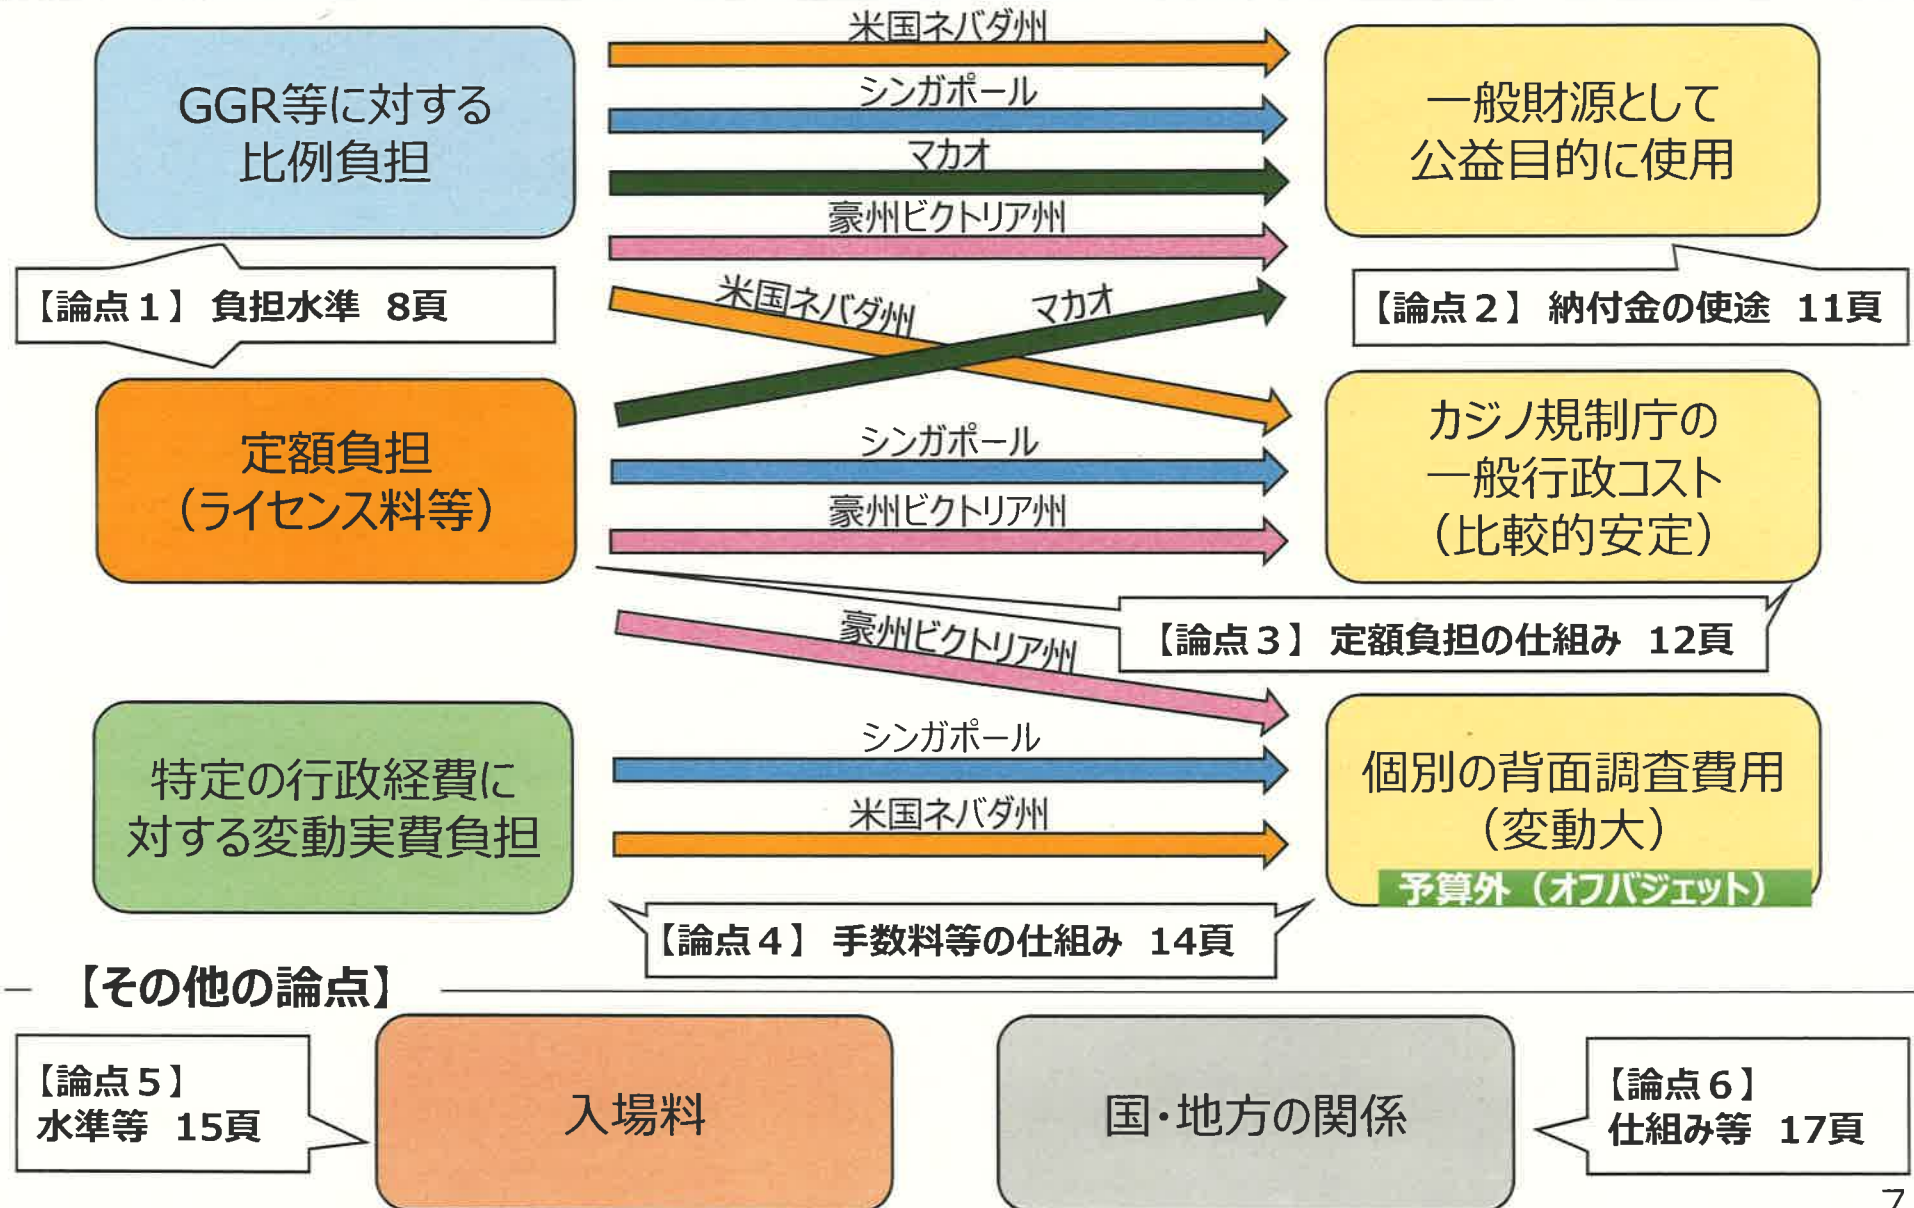 米国ネバダ州
GGR等に対する
比例負担
シンガポール
マカオ
豪州ビクトリア州
一般財源として
公益目的に使用
【論点１】 負担水準 8頁
【論点２】 納付金の使途 11頁
米国ネバダ州
マカオ
定額負担
（ライセンス料等）
シンガポール
豪州ビクトリア州
カジノ規制庁の
一般行政コスト
（比較的安定）
【論点３】 定額負担の仕組み 12頁
豪州ビクトリア州
特定の行政経費に
対する変動実費負担
シンガポール
米国ネバダ州
個別の背面調査費用
（変動大）
予算外（オフバジェット）
【論点４】 手数料等の仕組み 14頁
【その他の論点】
【論点５】
水準等 15頁
入場料
国・地方の関係
【論点６】
仕組み等 17頁
7